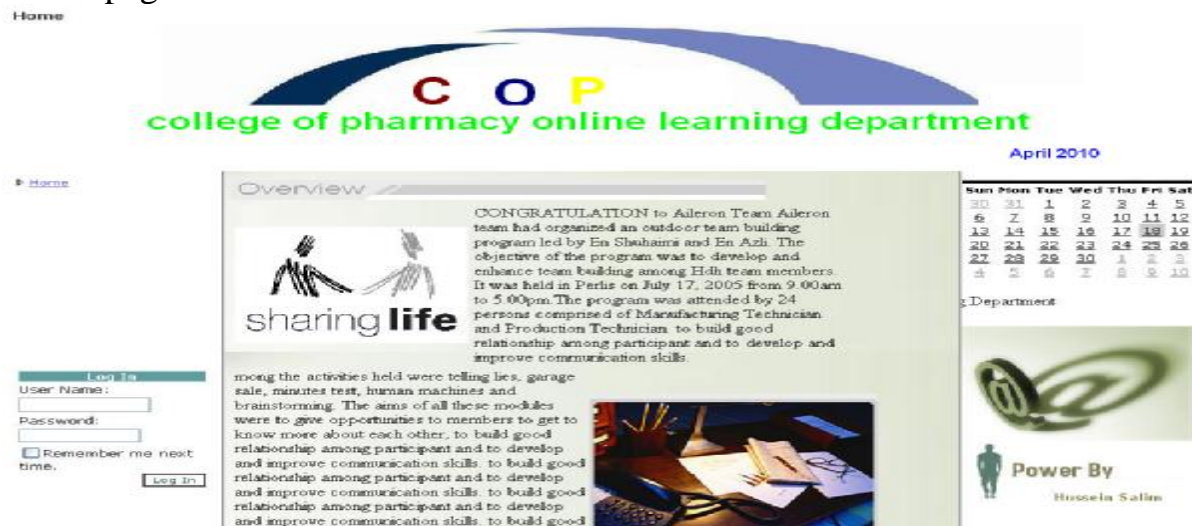 Home
C O P
college of pharmacy online learning department
April 2010
Home
Overview
CONGRATULATION to Aileron Team Aileron
team had organized an outdoor team building
program led by En Shuhaimi and En Azli. The
objective of the program was to develop and
enhance team building among Hdh team members.
It was held in Perlis on July 17, 2005 from 9.00am
to 5.00pm.The program was attended by 24
persons comprised of Manufacturing Technician
and Production Technician. to build good
relationship among participant and to develop and
improve communication skills.
sharing life
mong the activities held were telling lies, garage
sale, minutes test, human machines and
brainstorming. The aims of all these modules
were to give opportunities to members to get to
know more about each other, to build good
relationship among participant and to develop
and improve communication skills. to build good
relationship among participant and to develop
and improve communication skills. to build good
relationship among participant and to develop
and improve communication skills. to build good
Log In
User Name:
Password:
Remember me next
time.
Log In
Sun Mon Tue Wed Thu Fri Sat
30 31 1 2 3 4 5
6 7 8 9 10 11 12
13 14 15 16 17 18 19
20 21 22 23 24 25 26
27 28 29 30 1 2 3
4 5 6 7 8 9 10
g Department
@
Power By
Hussein Salim